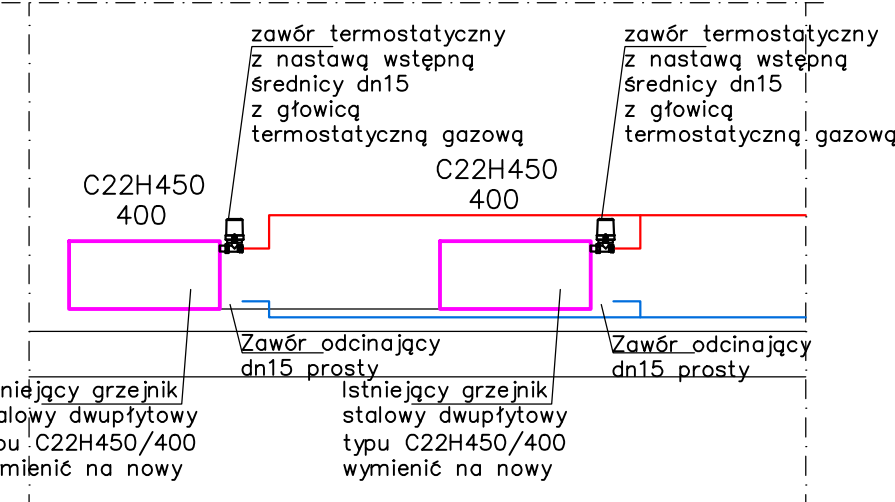 zawór termostatyczny
z nastawą wstępną
średnicy dn15
z głowicą
termostatyczną gazową
zawór termostatyczny
z nastawą wstępną
średnicy dn15
z głowicą
termostatyczną gazową
C22H450
400
C22H450
400
Zawór odcinający
dn15 prosty
Zawór odcinający
dn15 prosty
tniejący grzejnik
alowy dwupłytowy
pu C22H450/400
mienić na nowy
Istniejący grzejnik
stalowy dwupłytowy
typu C22H450/400
wymienić na nowy